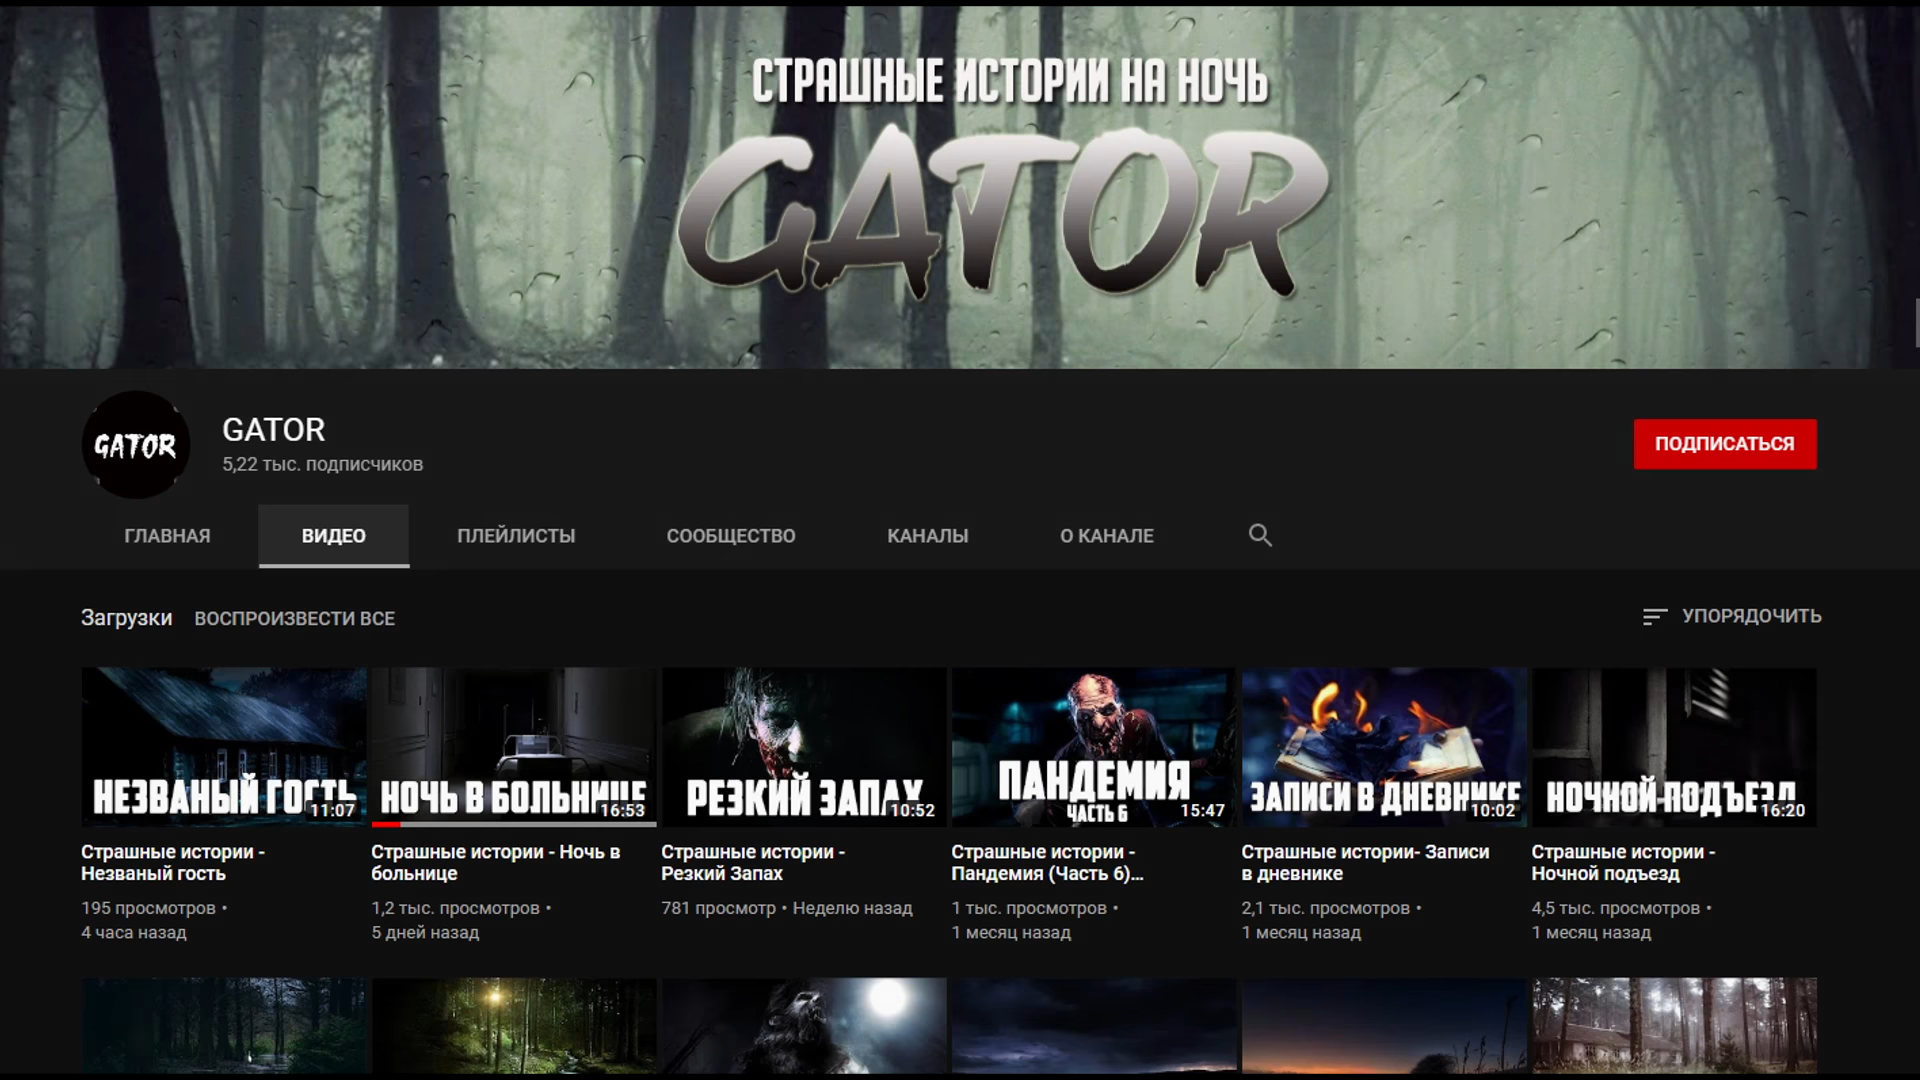 СТРАШНЫЕ ИСТОРИИ НА НОЧЬ
GATOR
GATOR
GATOR
5,22 тыс. подписчиков
ПОДПИСАТЬСЯ
ГЛАВНАЯ ВИДЕО ПЛЕЙЛИСТЫ СООБЩЕСТВО КАНАЛЫ О КАНАЛЕ
Загрузки ВОСПРОИЗВЕСТИ ВСЕ
УПОРЯДОЧИТЬ
НЕЗВАНЫЙ ГОСТЬ
11:07
Страшные истории -
Незваный гость
195 просмотров •
4 часа назад
НОЧЬ В БОЛЬНИЦЕ
16:53
Страшные истории - Ночь в
больнице
1,2 тыс. просмотров •
5 дней назад
РЕЗКИЙ ЗАПАХ
10:52
Страшные истории -
Резкий Запах
781 просмотр • Неделю назад
ПАНДЕМИЯ
ЧАСТЬ 6
15:47
Страшные истории -
Пандемия (Часть 6)...
1 тыс. просмотров •
1 месяц назад
ЗАПИСИ В ДНЕВНИКЕ
10:02
Страшные истории- Записи
в дневнике
2,1 тыс. просмотров •
1 месяц назад
НОЧНОЙ ПОДЪЕЗД
16:20
Страшные истории -
Ночной подъезд
4,5 тыс. просмотров •
1 месяц назад